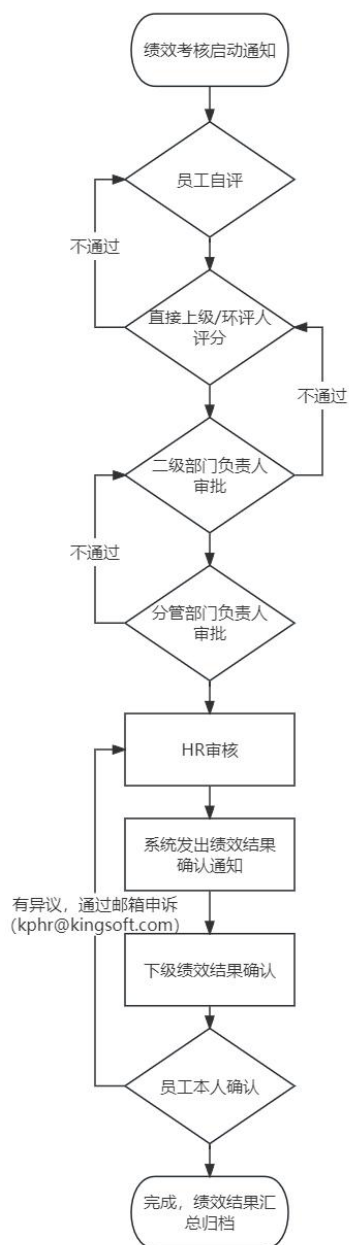 绩效考核启动通知
员工自评
不通过
直接上级/环评人
评分
不通过
二级部门负责人
审批
不通过
分管部门负责人
审批
HR审核
系统发出绩效结果
确认通知
有异议，通过邮箱申诉
（kphr@kingsoft.com）
下级绩效结果确认
员工本人确认
完成，绩效结果汇
总归档